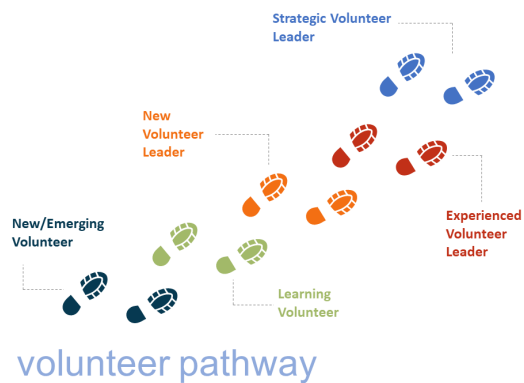 Strategic Volunteer
Leader
New
Volunteer
Leader
New/Emerging
Volunteer
Experienced
Volunteer
Leader
Learning
Volunteer
volunteer pathway